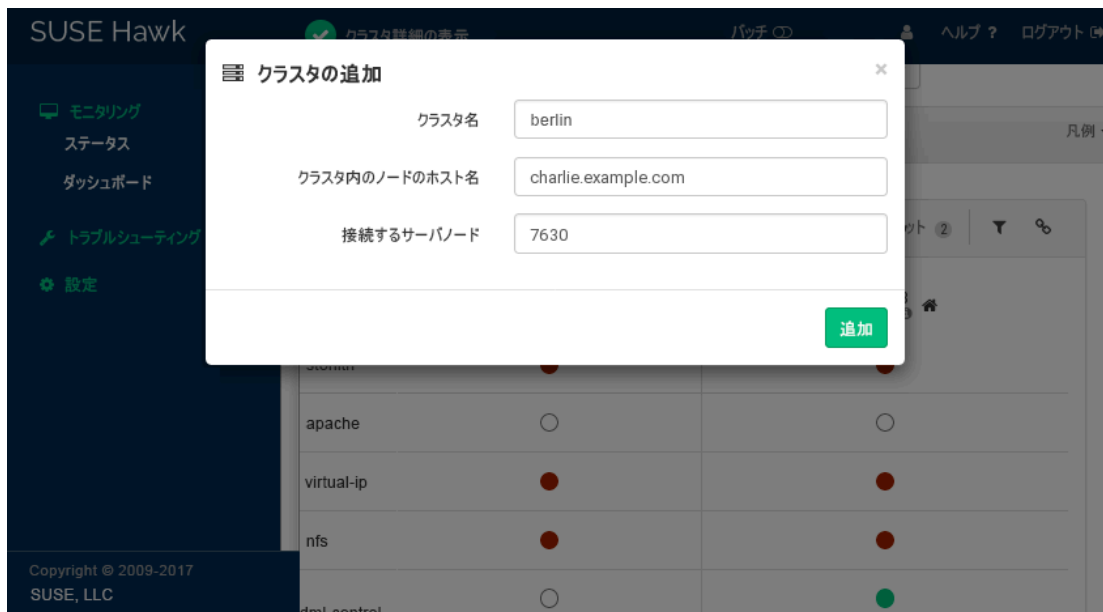 SUSE Hawk
クラスタ詳細の表示
バッチ
ヘルプ ?
ログアウト
クラスタの追加
×
モニタリング
ステータス
ダッシュボード
トラブルシューティング
設定
クラスタ名
berlin
クラスタ内のノードのホスト名
charlie.example.com
接続するサーバノード
7630
追加
凡例
2
stonith
apache
virtual-ip
nfs
Copyright © 2009-2017
SUSE, LLC